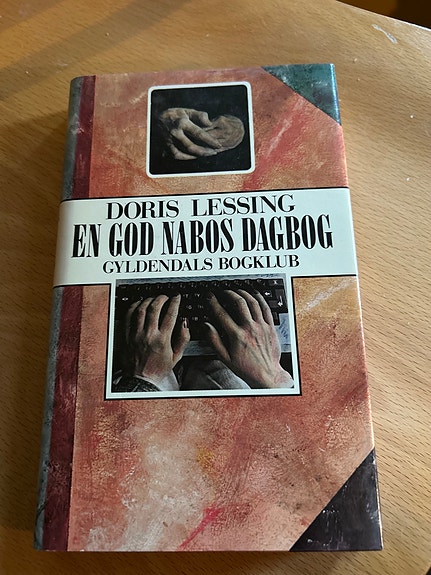 DORIS LESSING
EN GOD NABOS DAGBOG
GYLDENDALS BOGKLUB